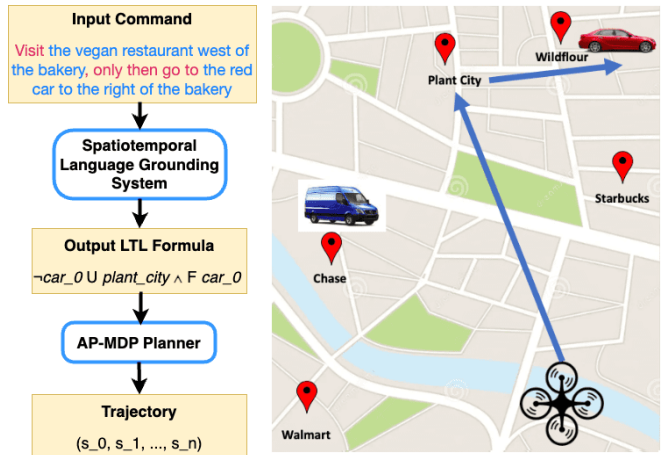 Input Command
Visit the vegan restaurant west of
the bakery, only then go to the red
car to the right of the bakery
Spatiotemporal
Language Grounding
System
Output LTL Formula
¬car_0 U plant_city ∧ F car_0
AP-MDP Planner
Trajectory
(s_0, s_1, ..., s_n)
Wildflour
Plant City
Starbucks
Chase
Walmart